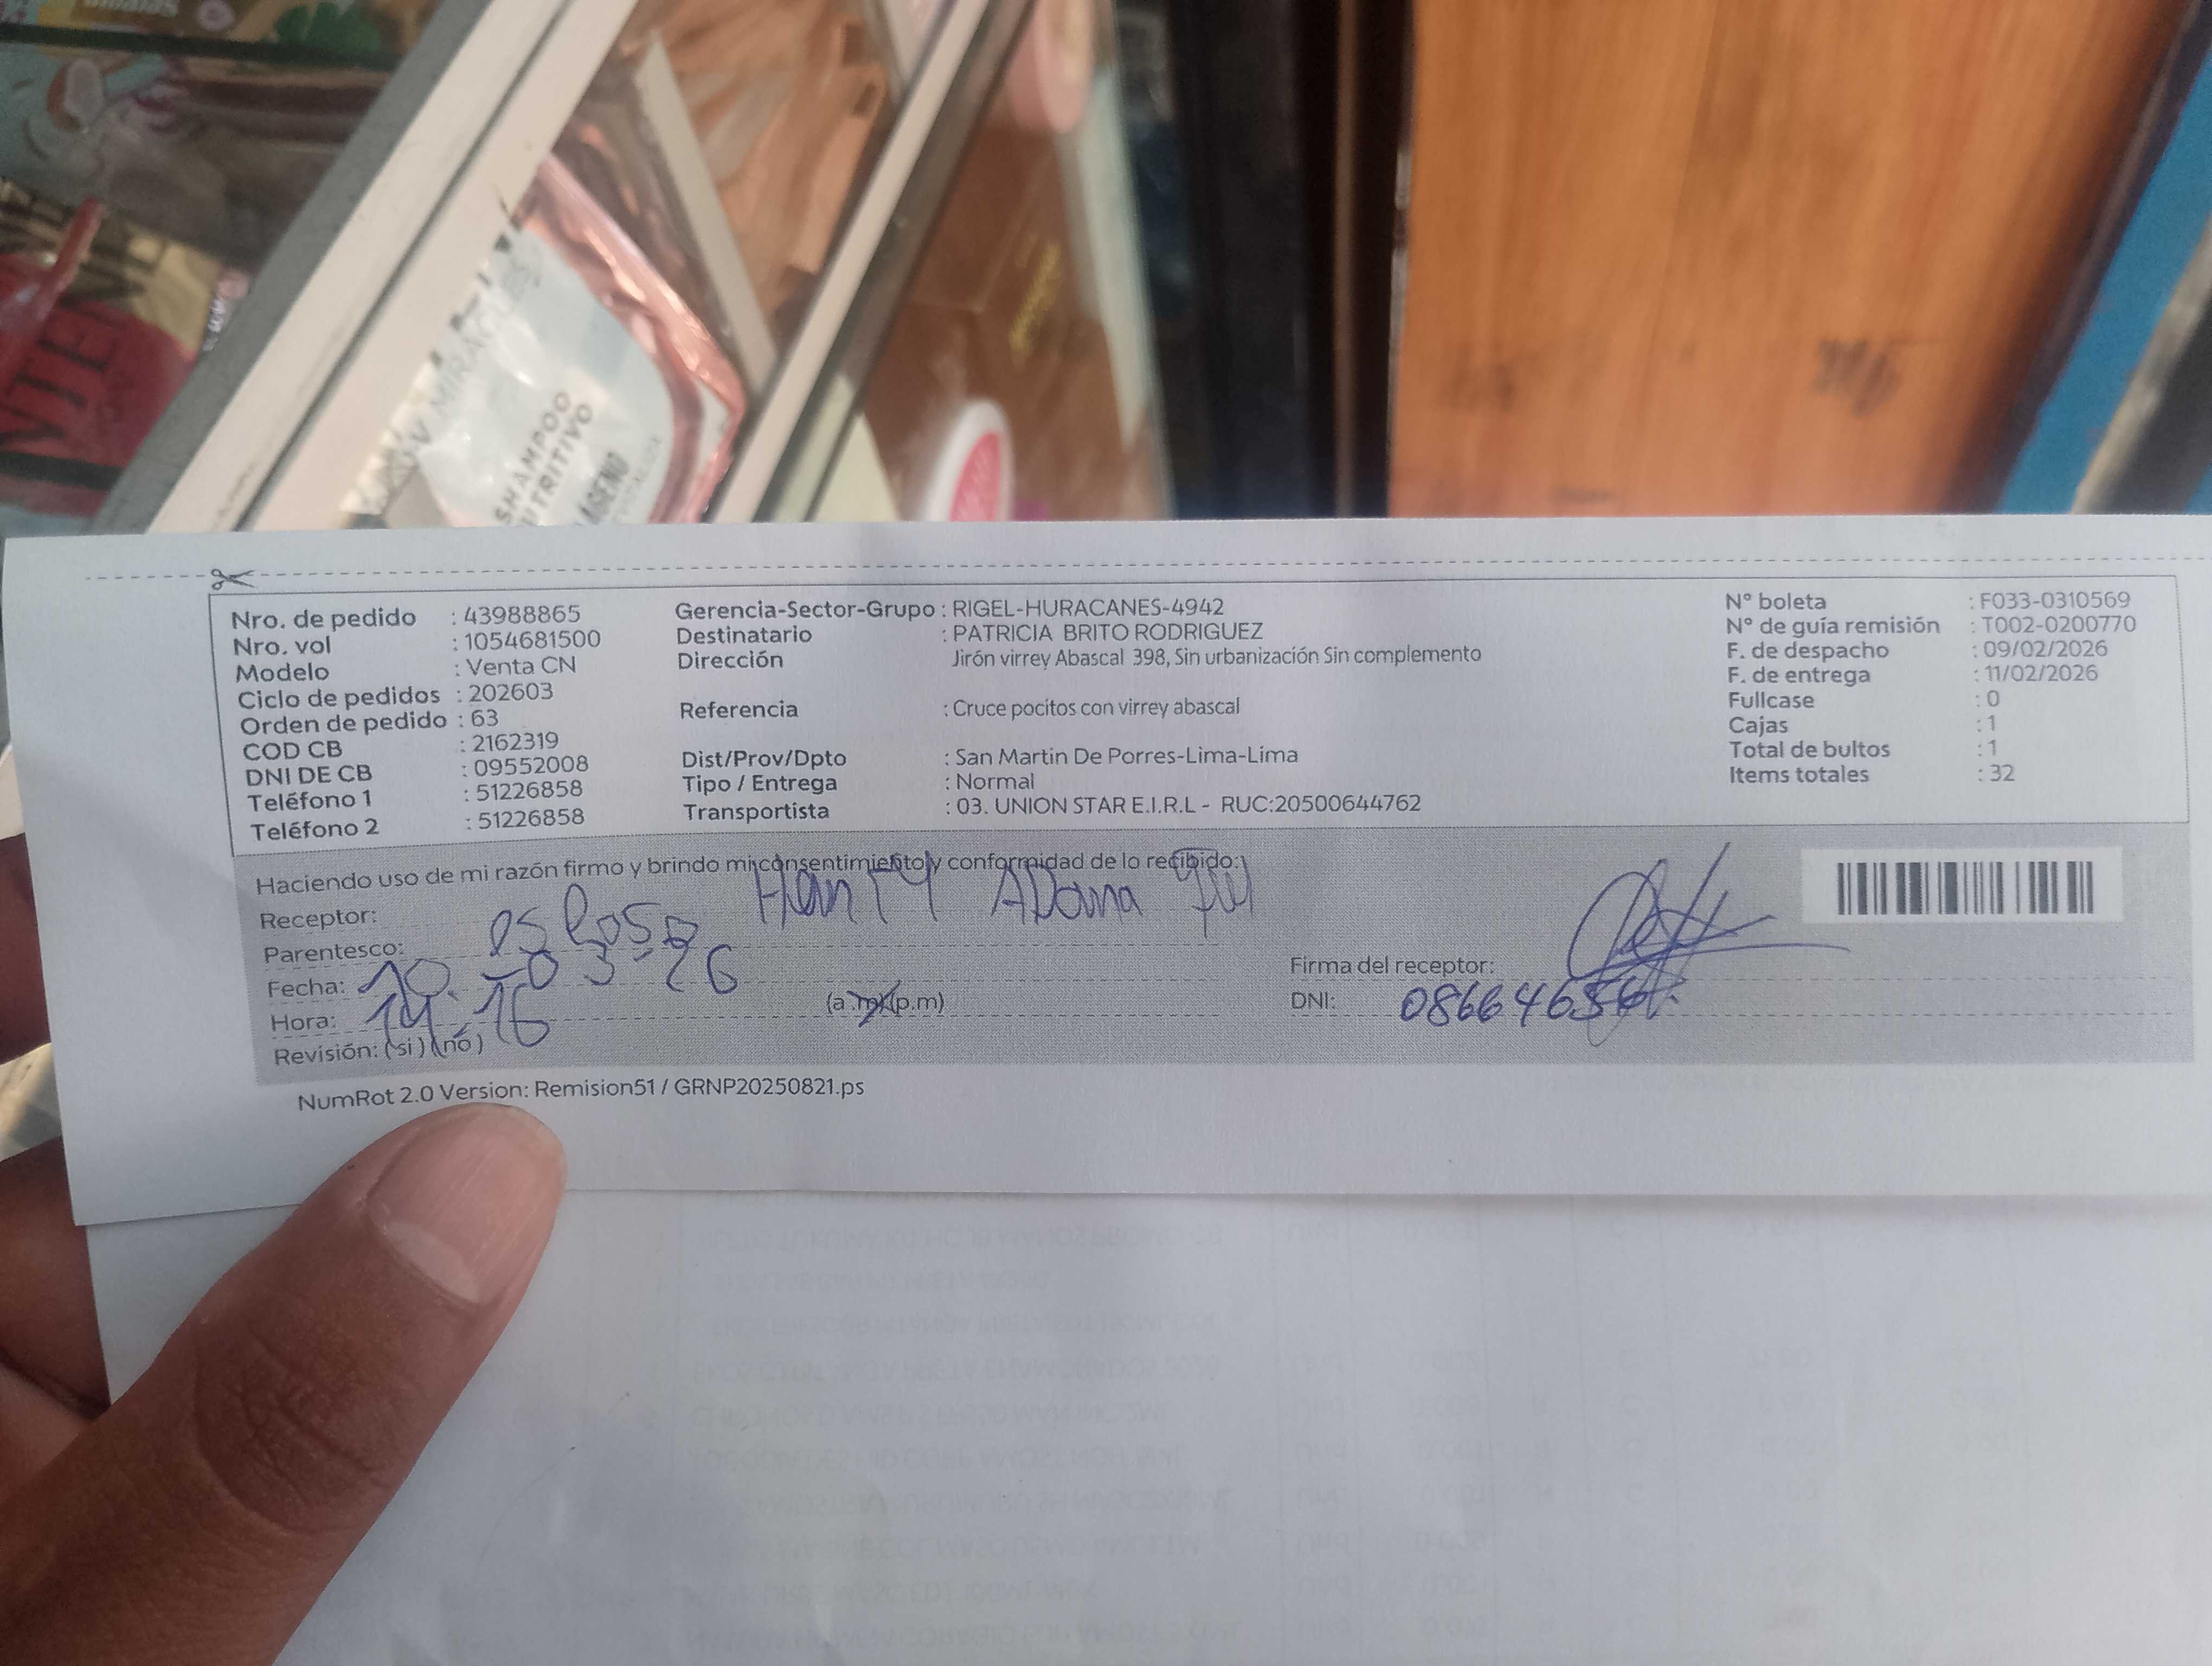 SHAMPOO
Nro. de pedido : 43988865
Nro. vol : 1054681500
Modelo : Venta CN
Ciclo de pedidos : 202603
Orden de pedido : 63
COD CB : 2162319
DNI DE CB : 09552008
Teléfono 1 : 51226858
Teléfono 2 : 51226858
Gerencia-Sector-Grupo : RIGEL-HURACANES-4942
Destinatario : PATRICIA BRITO RODRIGUEZ
Dirección Jirón virrey Abascal 398, Sin urbanización Sin complemento
Referencia : Cruce pocitos con virrey abascal
Dist/Prov/Dpto : San Martin De Porres-Lima-Lima
Tipo / Entrega : Normal
Transportista : 03. UNION STAR E.I.R.L - RUC:20500644762
N° boleta : F033-0310569
N° de guía remisión : T002-0200770
F. de despacho : 09/02/2026
F. de entrega : 11/02/2026
Fullcase : 0
Cajas : 1
Total de bultos : 1
Items totales : 32
Haciendo uso de mi razón firmo y brindo mi consentimiento y conformidad de lo recibido:
Receptor:
Parentesco: esposo
Fecha: 10-03-26
Hora: 14:16 (a.m)(p.m)
Revisión: (si) (no)
Firma del receptor:
DNI:
NumRot 2.0 Version: Remision51 / GRNP20250821.ps